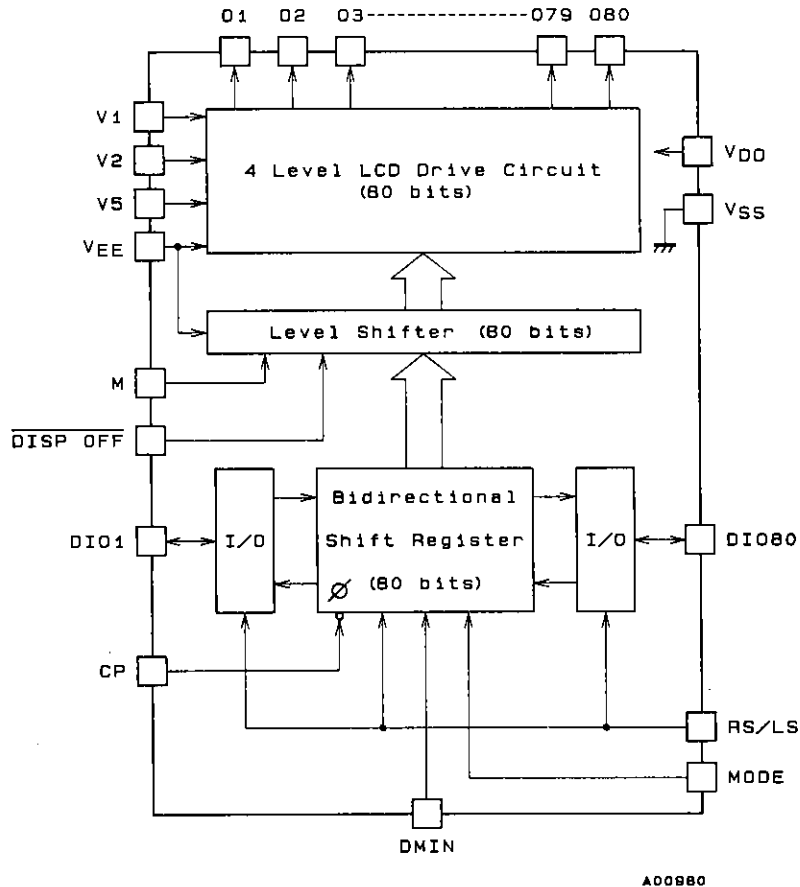 O1 O2 O3 O79 O80
V1
V2
V5
VEE
4 Level LCD Drive Circuit
(80 bits)
VDD
VSS
Level Shifter (80 bits)
M
DISP OFF
DIO1
I/O
Bidirectional
Shift Register
(80 bits)
Ø
I/O
DIO80
CP
RS/LS
MODE
DMIN
A00980